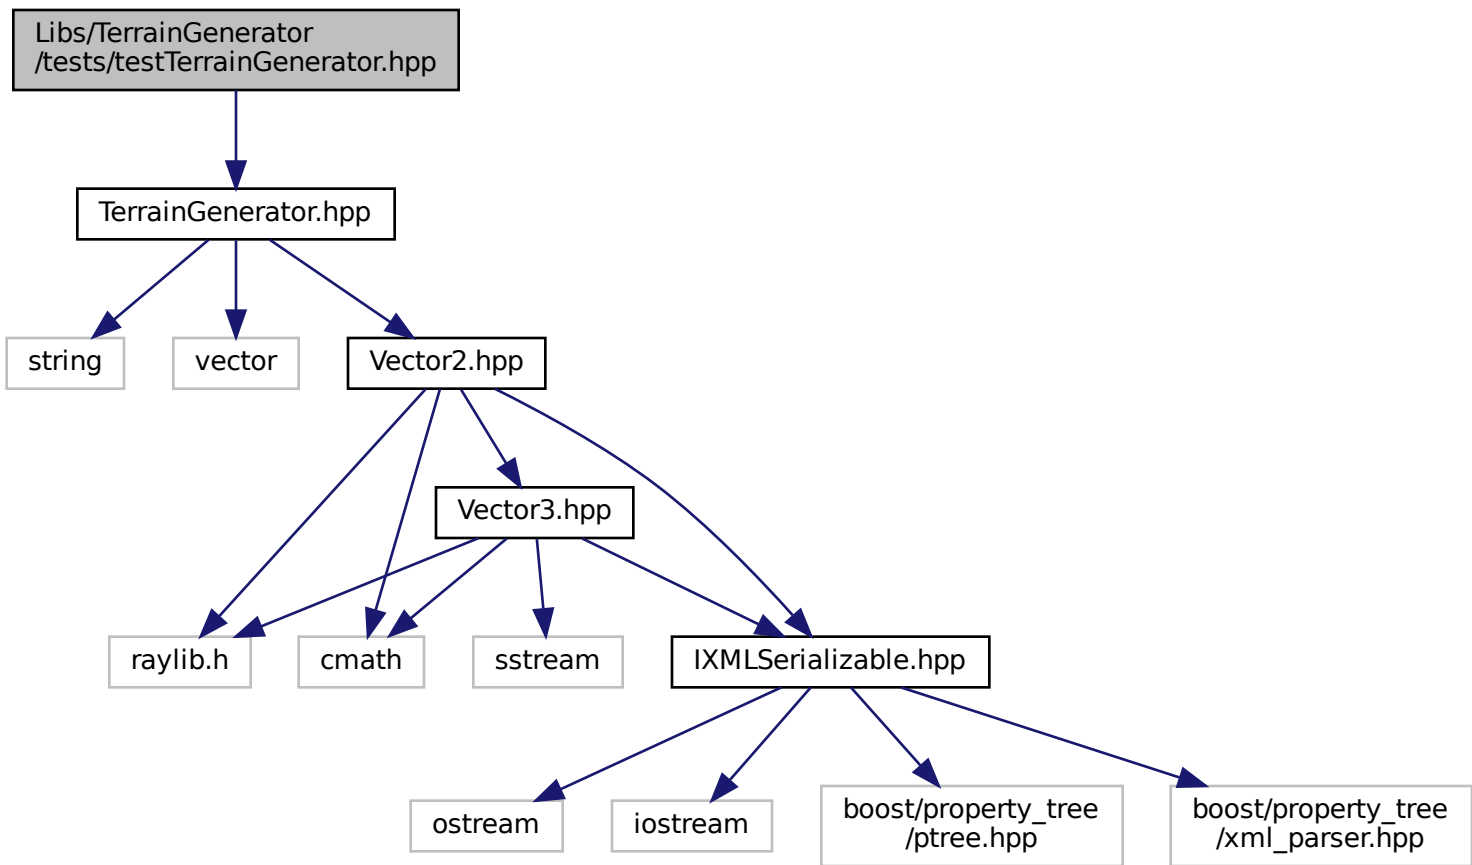 Libs/TerrainGenerator
/tests/testTerrainGenerator.hpp
TerrainGenerator.hpp
string
vector
Vector2.hpp
Vector3.hpp
raylib.h
cmath
sstream
IXMLSerializable.hpp
ostream
iostream
boost/property_tree
/ptree.hpp
boost/property_tree
/xml_parser.hpp